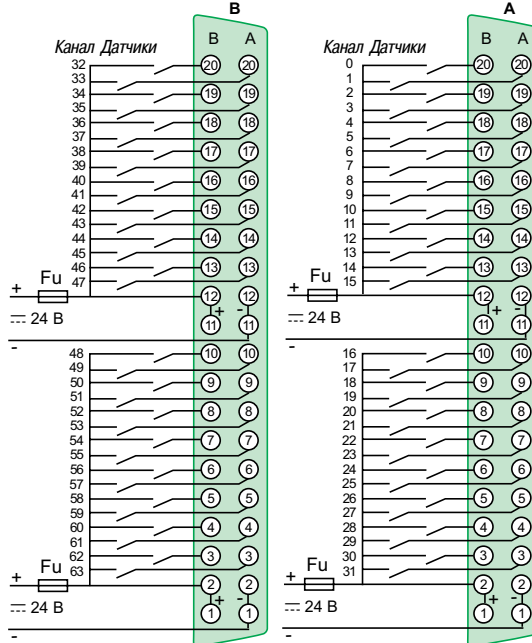 B
B A
Канал Датчики
32 20 20
33
34 19 19
35
36 18 18
37
38 17 17
39
40 16 16
41
42 15 15
43
44 14 14
45
46 13 13
47
+ Fu 12 12
+ -
24 В 11 11
-
48 10 10
49
50 9 9
51
52 8 8
53
54 7 7
55
56 6 6
57
58 5 5
59
60 4 4
61
62 3 3
63
+ Fu 2 2
+ -
24 В 1 1
-
A
B A
Канал Датчики
0 20 20
1
2 19 19
3
4 18 18
5
6 17 17
7
8 16 16
9
10 15 15
11
12 14 14
13
14 13 13
15
+ Fu 12 12
+ -
24 В 11 11
-
16 10 10
17
18 9 9
19
20 8 8
21
22 7 7
23
24 6 6
25
26 5 5
27
28 4 4
29
30 3 3
31
+ Fu 2 2
+ -
24 В 1 1
-